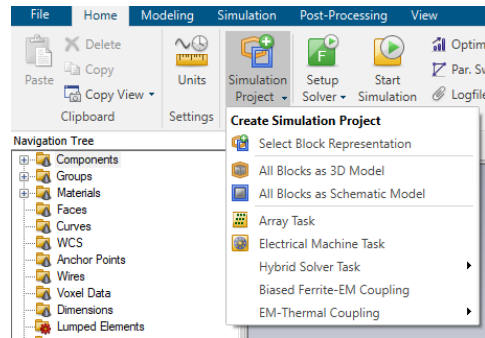 File Home Modeling Simulation Post-Processing View
Delete
Copy
Copy View
Paste
Clipboard
Units
Settings
Simulation
Project
Setup
Solver
Start
Simulation
Optim
Par. Sw
Logfile
Create Simulation Project
Select Block Representation
All Blocks as 3D Model
All Blocks as Schematic Model
Array Task
Electrical Machine Task
Hybrid Solver Task
Biased Ferrite-EM Coupling
EM-Thermal Coupling
Navigation Tree
Components
Groups
Materials
Faces
Curves
WCS
Anchor Points
Wires
Voxel Data
Dimensions
Lumped Elements